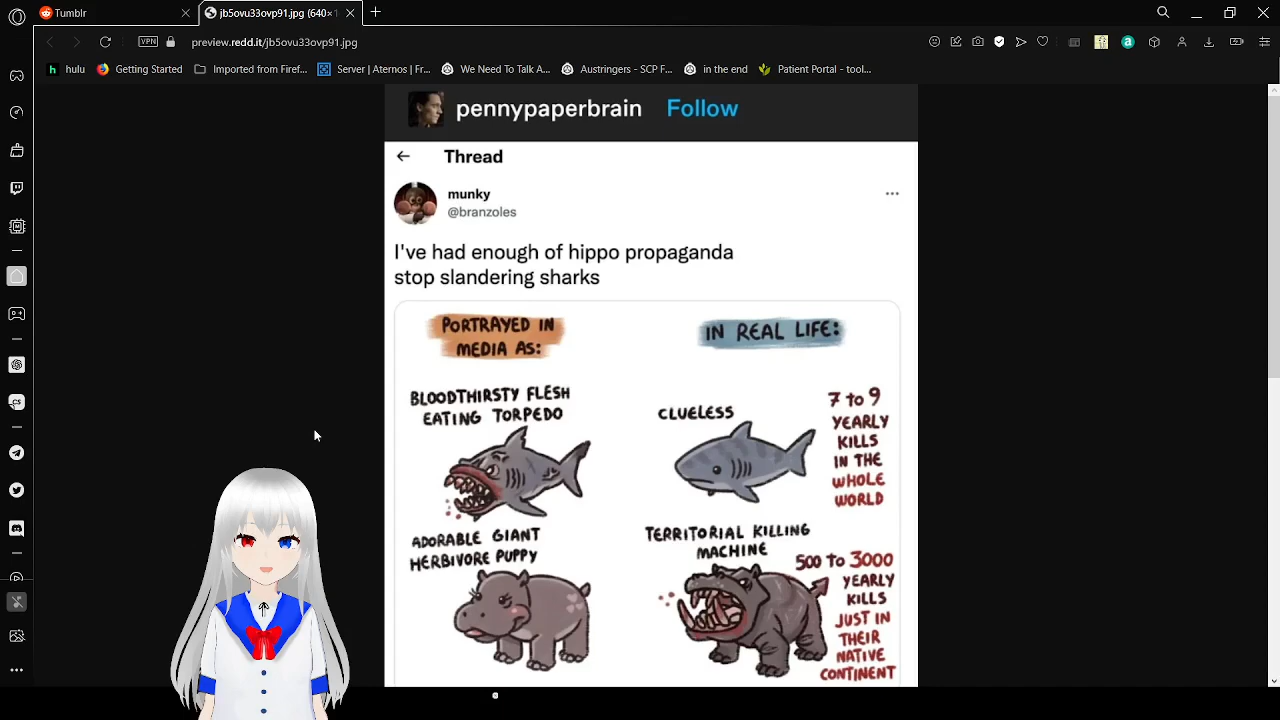 Tumblr
jb5ovu33ovp91.jpg (640×1
VPN
preview.redd.it/jb5ovu33ovp91.jpg
hulu
Getting Started
Imported from Firef...
Server | Aternos | Fr...
We Need To Talk A...
Austringers - SCP F...
in the end
Patient Portal - tool...
pennypaperbrain Follow
Thread
munky
@branzoles
I've had enough of hippo propaganda
stop slandering sharks
PORTRAYED IN
MEDIA AS:
IN REAL LIFE:
BLOODTHIRSTY FLESH
EATING TORPEDO
CLUELESS
7 to 9
YEARLY
KILLS
IN THE
WHOLE
WORLD
ADORABLE GIANT
HERBIVORE PUPPY
TERRITORIAL KILLING
MACHINE
500 to 3000
YEARLY
KILLS
JUST IN
THEIR
NATIVE
CONTINENT